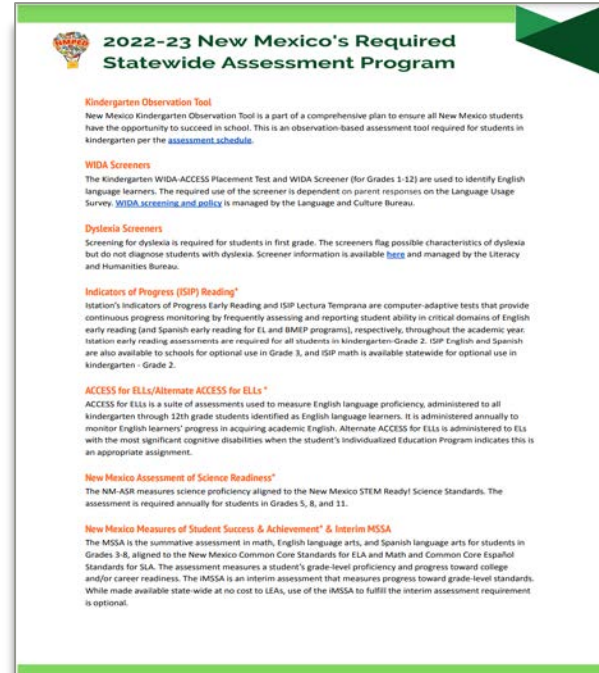 NMPED
2022-23 New Mexico's Required
Statewide Assessment Program
Kindergarten Observation Tool
New Mexico Kindergarten Observation Tool is a part of a comprehensive plan to ensure all New Mexico students
have the opportunity to succeed in school. This is an observation-based assessment tool required for students in
kindergarten per the assessment schedule.
WIDA Screeners
The Kindergarten WIDA-ACCESS Placement Test and WIDA Screener (for Grades 1-12) are used to identify English
language learners. The required use of the screener is dependent on parent responses on the Language Usage
Survey. WIDA screening and policy is managed by the Language and Culture Bureau.
Dyslexia Screeners
Screening for dyslexia is required for students in first grade. The screeners flag possible characteristics of dyslexia
but do not diagnose students with dyslexia. Screener information is available here and managed by the Literacy
and Humanities Bureau.
Indicators of Progress (ISIP) Reading*
Istation's Indicators of Progress Early Reading and ISIP Lectura Temprana are computer-adaptive tests that provide
continuous progress monitoring by frequently assessing and reporting student ability in critical domains of English
early reading (and Spanish early reading for EL and BMEP programs), respectively, throughout the academic year.
Istation early reading assessments are required for all students in kindergarten-Grade 2. ISIP English and Spanish
are also available to schools for optional use in Grade 3, and ISIP math is available statewide for optional use in
kindergarten - Grade 2.
ACCESS for ELLs/Alternate ACCESS for ELLs *
ACCESS for ELLs is a suite of assessments used to measure English language proficiency, administered to all
kindergarten through 12th grade students identified as English language learners. It is administered annually to
monitor English learners' progress in acquiring academic English. Alternate ACCESS for ELLs is administered to ELs
with the most significant cognitive disabilities when the student's Individualized Education Program indicates this is
an appropriate assignment.
New Mexico Assessment of Science Readiness*
The NM-ASR measures science proficiency aligned to the New Mexico STEM Ready! Science Standards. The
assessment is required annually for students in Grades 5, 8, and 11.
New Mexico Measures of Student Success & Achievement* & Interim MSSA
The MSSA is the summative assessment in math, English language arts, and Spanish language arts for students in
Grades 3-8, aligned to the New Mexico Common Core Standards for ELA and Math and Common Core Español
Standards for SLA. The assessment measures a student's grade-level proficiency and progress toward college
and/or career readiness. The iMSSA is an interim assessment that measures progress toward grade-level standards.
While made available state-wide at no cost to LEAs, use of the iMSSA to fulfill the interim assessment requirement
is optional.